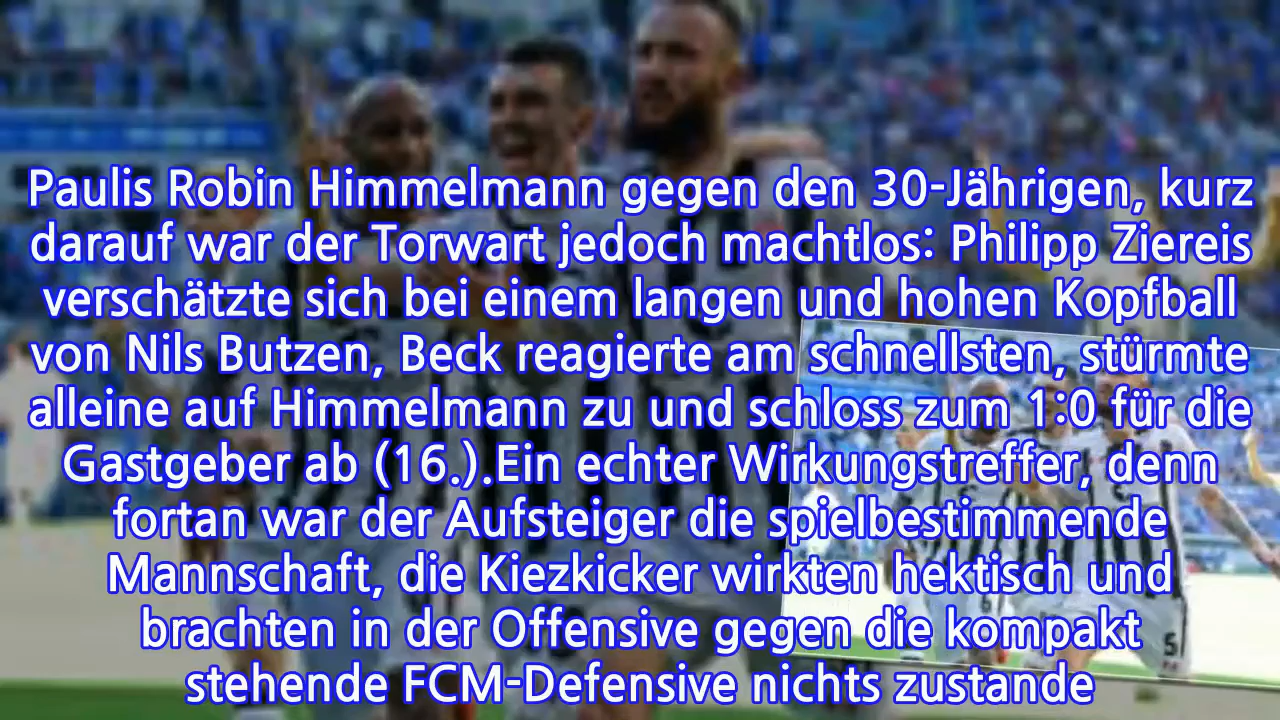 Paulis Robin Himmelmann gegen den 30-Jährigen, kurz
darauf war der Torwart jedoch machtlos: Philipp Ziereis
verschätzte sich bei einem langen und hohen Kopfball
von Nils Butzen, Beck reagierte am schnellsten, stürmte
alleine auf Himmelmann zu und schloss zum 1:0 für die
Gastgeber ab (16.).Ein echter Wirkungstreffer, denn
fortan war der Aufsteiger die spielbestimmende
Mannschaft, die Kiezkicker wirkten hektisch und
brachten in der Offensive gegen die kompakt
stehende FCM-Defensive nichts zustande
5